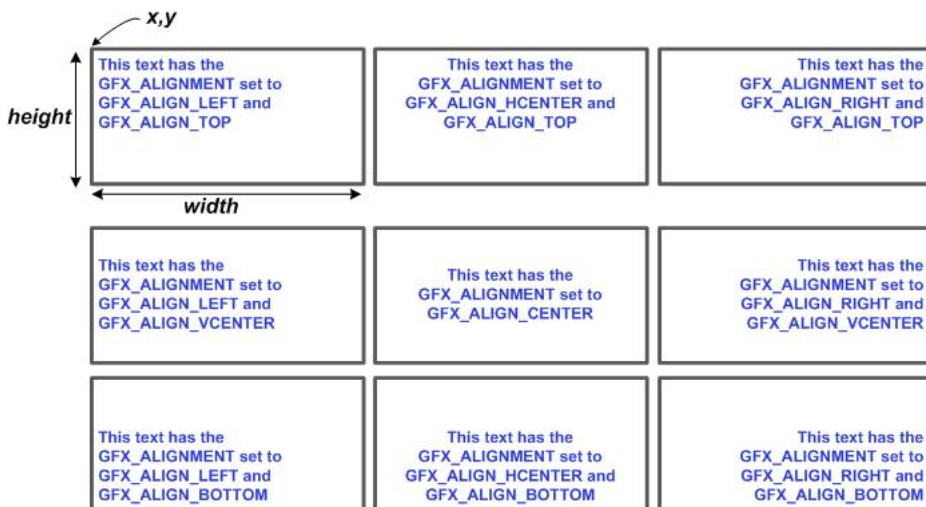 x,y
height
width
This text has the
GFX_ALIGNMENT set to
GFX_ALIGN_LEFT and
GFX_ALIGN_TOP
This text has the
GFX_ALIGNMENT set to
GFX_ALIGN_HCENTER and
GFX_ALIGN_TOP
This text has the
GFX_ALIGNMENT set to
GFX_ALIGN_RIGHT and
GFX_ALIGN_TOP
This text has the
GFX_ALIGNMENT set to
GFX_ALIGN_LEFT and
GFX_ALIGN_VCENTER
This text has the
GFX_ALIGNMENT set to
GFX_ALIGN_CENTER
This text has the
GFX_ALIGNMENT set to
GFX_ALIGN_RIGHT and
GFX_ALIGN_VCENTER
This text has the
GFX_ALIGNMENT set to
GFX_ALIGN_LEFT and
GFX_ALIGN_BOTTOM
This text has the
GFX_ALIGNMENT set to
GFX_ALIGN_HCENTER and
GFX_ALIGN_BOTTOM
This text has the
GFX_ALIGNMENT set to
GFX_ALIGN_RIGHT and
GFX_ALIGN_BOTTOM